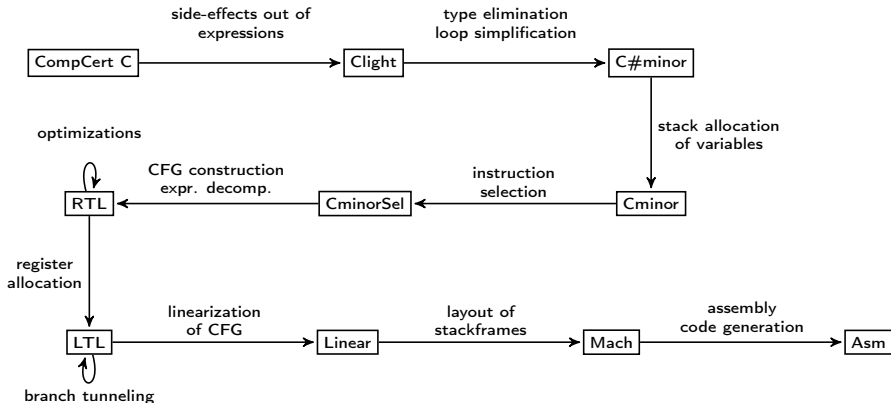 side-effects out of
expressions
type elimination
loop simplification
CompCert C
Clight
C#minor
stack allocation
of variables
optimizations
CFG construction
expr. decomp.
instruction
selection
RTL
CminorSel
Cminor
register
allocation
linearization
of CFG
layout of
stackframes
assembly
code generation
LTL
Linear
Mach
Asm
branch tunneling